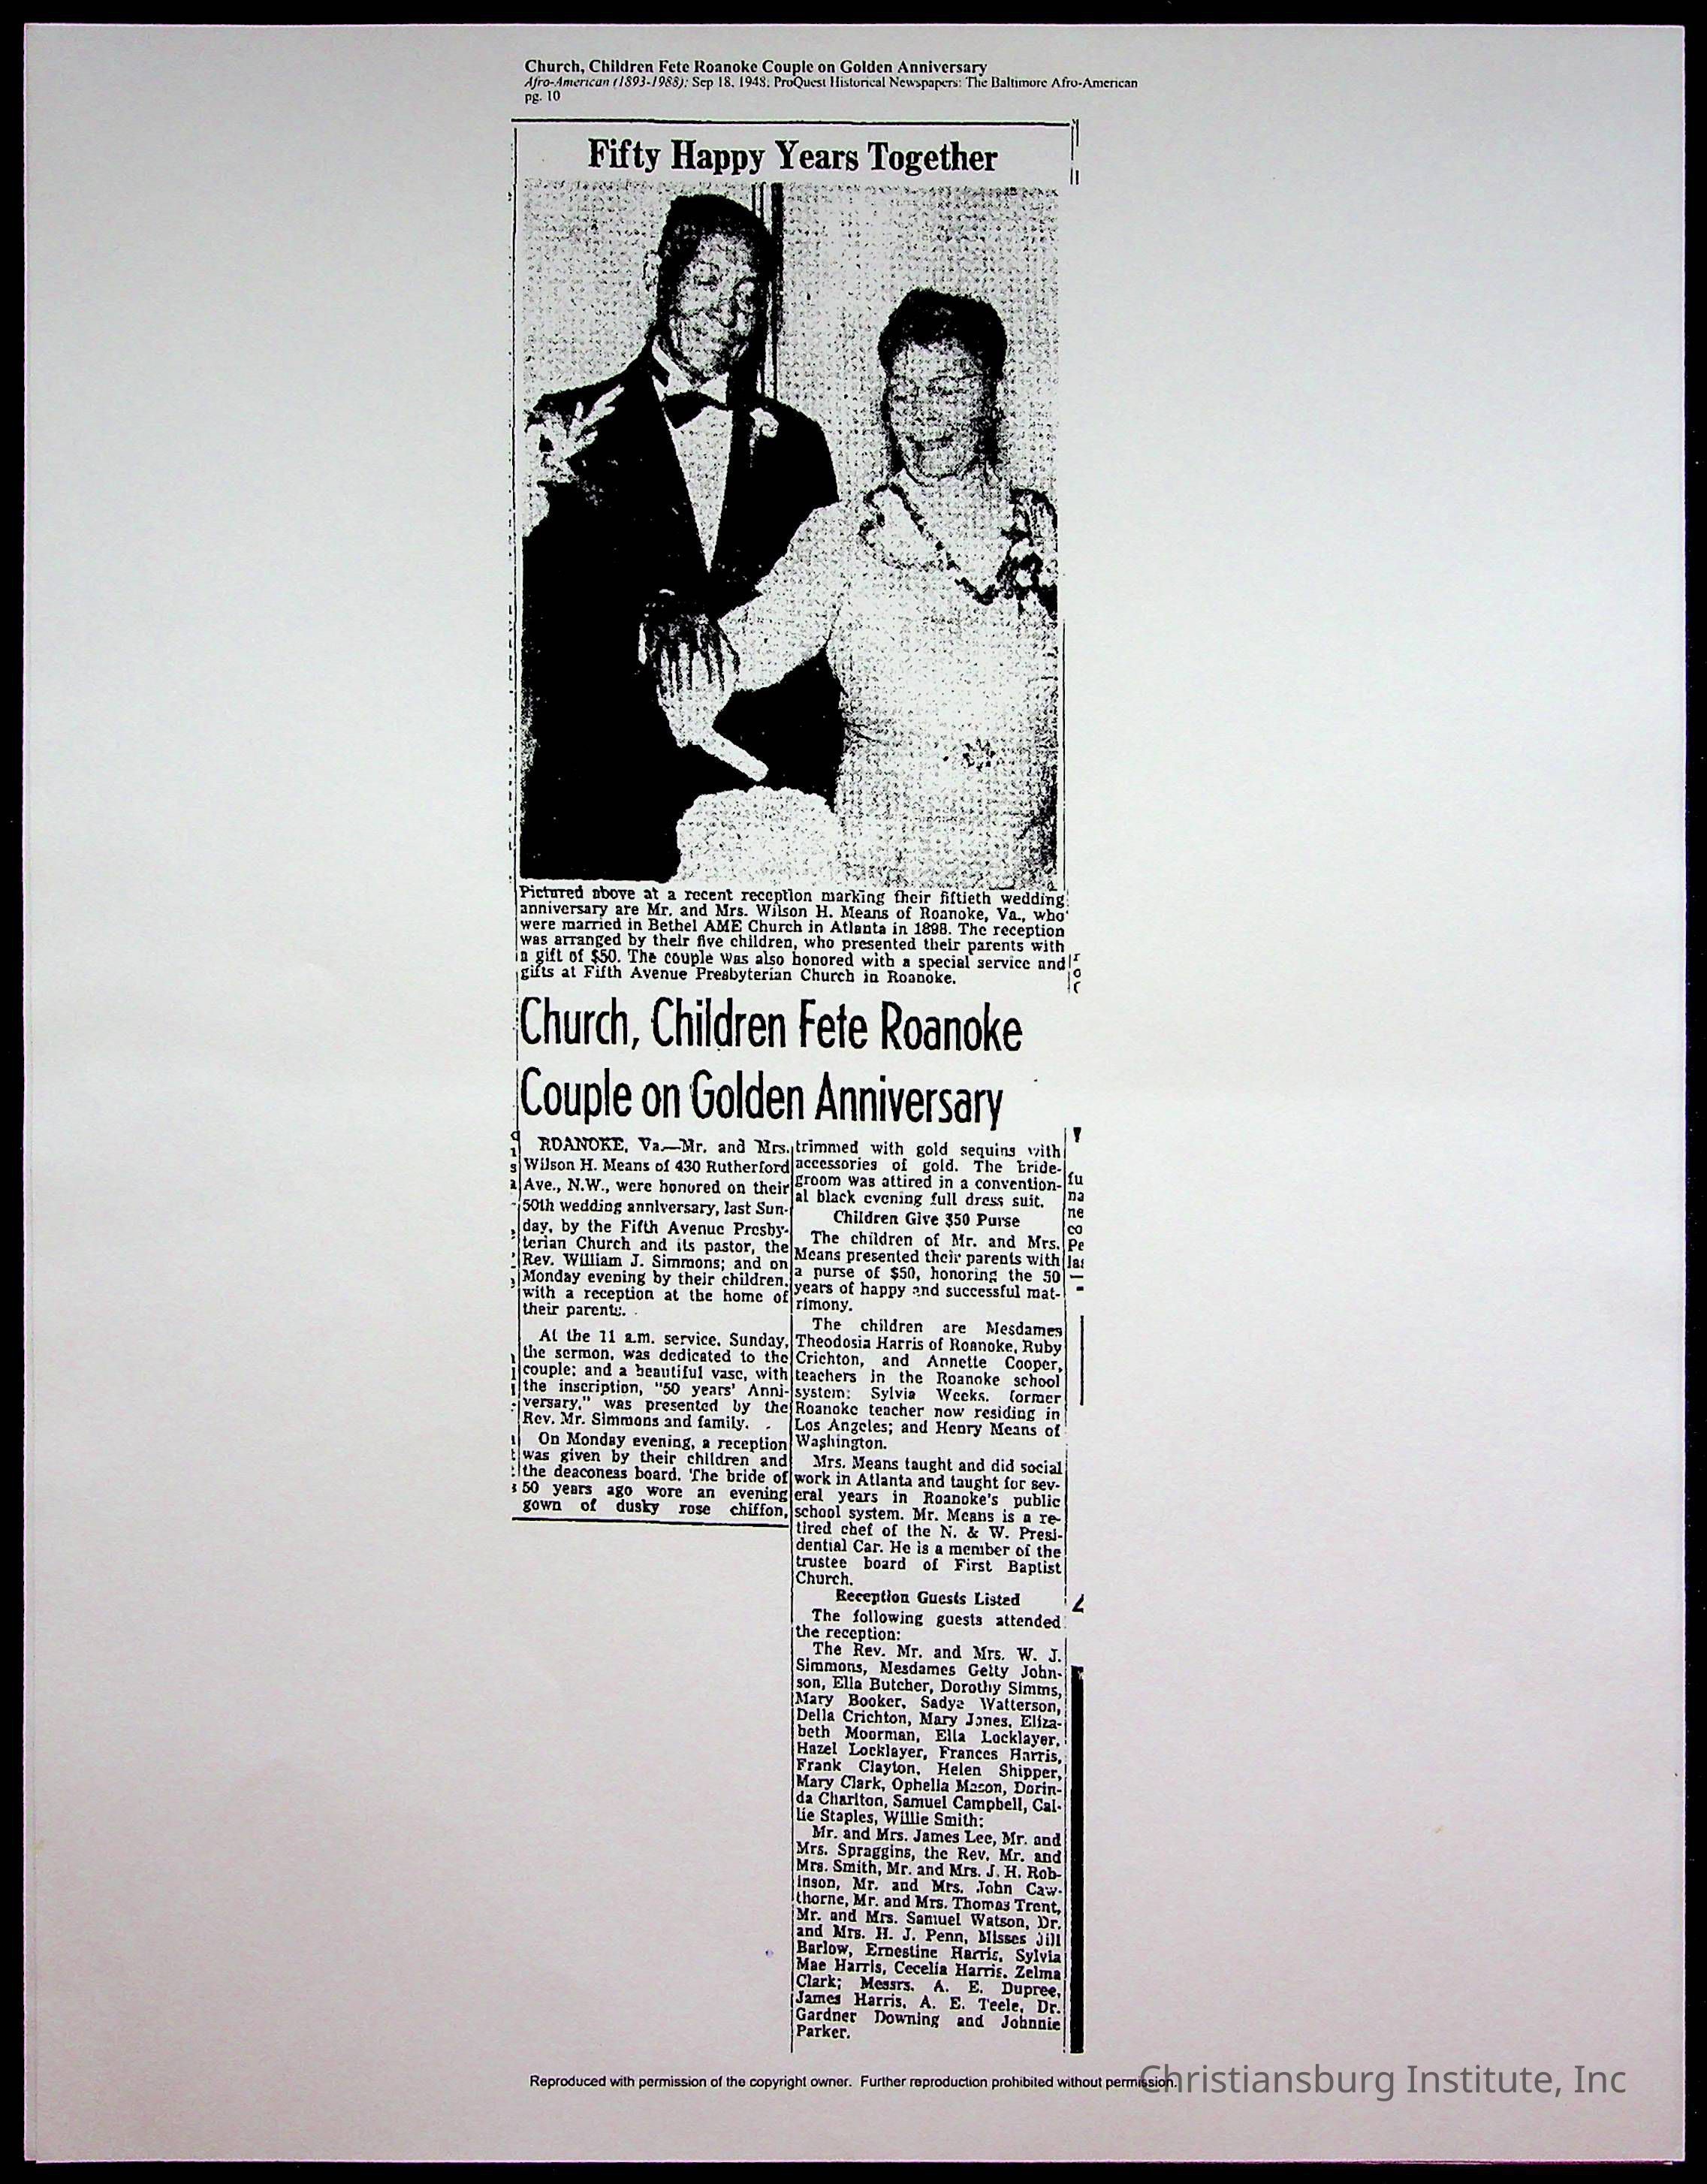 Church, Children Fete Roanoke Couple on Golden Anniversary
Afro-American (1893-1988); Sep 18, 1948; ProQuest Historical Newspapers: The Baltimore Afro-American
pg. 10
Fifty Happy Years Together
Pictured above at a recent reception marking their fiftieth wedding
anniversary are Mr. and Mrs. Wilson H. Means of Roanoke, Va., who
were married in Bethel AME Church in Atlanta in 1898. The reception
was arranged by their five children, who presented their parents with
a gift of $50. The couple was also honored with a special service and
gifts at Fifth Avenue Presbyterian Church in Roanoke.
Church, Children Fete Roanoke
Couple on Golden Anniversary
ROANOKE, Va.—Mr. and Mrs.
Wilson H. Means of 430 Rutherford
Ave., N.W., were honored on their
50th wedding anniversary, last Sun-
day, by the Fifth Avenue Presby-
terian Church and its pastor, the
Rev. William J. Simmons; and on
Monday evening by their children,
with a reception at the home of
their parents.
At the 11 a.m. service, Sunday,
the sermon, was dedicated to the
couple; and a beautiful vase, with
the inscription, "50 years' Anni-
versary," was presented by the
Rev. Mr. Simmons and family.
On Monday evening, a reception
was given by their children and
the deaconess board. The bride of
50 years ago wore an evening
gown of dusky rose chiffon,
trimmed with gold sequins with
accessories of gold. The bride-
groom was attired in a convention-
al black evening full dress suit.
Children Give $50 Purse
The children of Mr. and Mrs.
Means presented their parents with
a purse of $50, honoring the 50
years of happy and successful mat-
rimony.
The children are Mesdames
Theodosia Harris of Roanoke, Ruby
Crichton, and Annette Cooper,
teachers in the Roanoke school
system; Sylvia Weeks, former
Roanoke teacher now residing in
Los Angeles; and Henry Means of
Washington.
Mrs. Means taught and did social
work in Atlanta and taught for sev-
eral years in Roanoke's public
school system. Mr. Means is a re-
tired chef of the N. & W. Presi-
dential Car. He is a member of the
trustee board of First Baptist
Church.
Reception Guests Listed
The following guests attended
the reception:
The Rev. Mr. and Mrs. W. J.
Simmons, Mesdames Getty John-
son, Ella Butcher, Dorothy Simms,
Mary Booker, Sadye Watterson,
Della Crichton, Mary Jones, Eliza-
beth Moorman, Ella Locklayer,
Hazel Locklayer, Frances Harris,
Frank Clayton, Helen Shipper,
Mary Clark, Ophelia Mason, Dorin-
da Charlton, Samuel Campbell, Cal-
lie Staples, Willie Smith;
Mr. and Mrs. James Lee, Mr. and
Mrs. Spraggins, the Rev. Mr. and
Mrs. Smith, Mr. and Mrs. J. H. Rob-
inson, Mr. and Mrs. John Caw-
thorne, Mr. and Mrs. Thomas Trent,
Mr. and Mrs. Samuel Watson, Dr.
and Mrs. H. J. Penn, Misses Jill
Barlow, Ernestine Harris, Sylvia
Mae Harris, Cecelia Harris, Zelma
Clark; Messrs. A. E. Dupree,
James Harris, A. E. Teele, Dr.
Gardner Downing and Johnnie
Parker.
fu
na
ne
co
Pe
las
Reproduced with permission of the copyright owner. Further reproduction prohibited without permission.
Christiansburg Institute, Inc